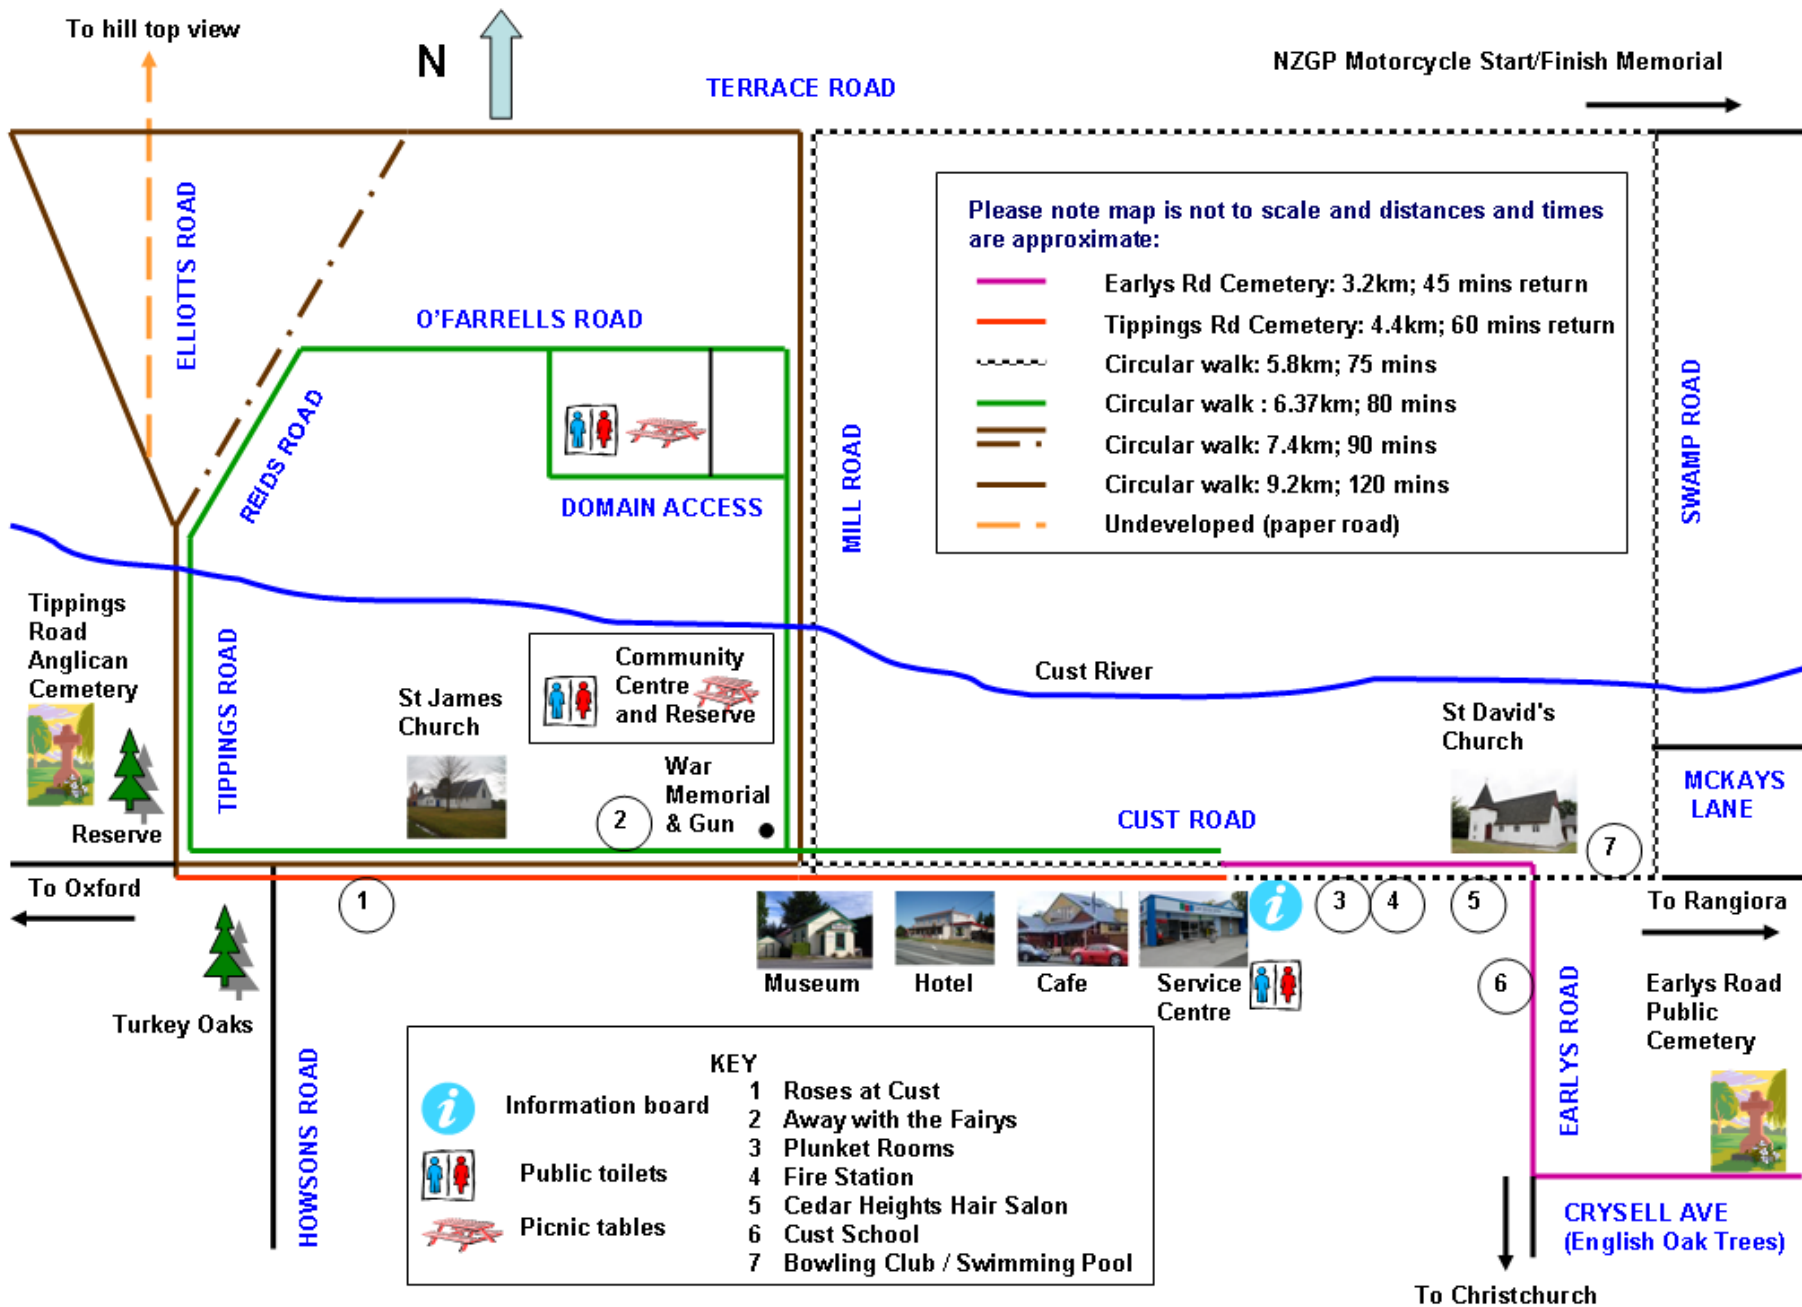 To hill top view
N
TERRACE ROAD
NZGP Motorcycle Start/Finish Memorial
ELLIOTTS ROAD
Please note map is not to scale and distances and times
are approximate:
Earlys Rd Cemetery: 3.2km; 45 mins return
Tippings Rd Cemetery: 4.4km; 60 mins return
Circular walk: 5.8km; 75 mins
Circular walk : 6.37km; 80 mins
Circular walk: 7.4km; 90 mins
Circular walk: 9.2km; 120 mins
Undeveloped (paper road)
O'FARRELLS ROAD
REIDS ROAD
DOMAIN ACCESS
MILL ROAD
SWAMP ROAD
Tippings
Road
Anglican
Cemetery
Reserve
TIPPINGS ROAD
St James
Church
Community
Centre
and Reserve
War
Memorial
& Gun
2
Cust River
St David's
Church
CUST ROAD
7
MCKAYS
LANE
To Oxford
1
Turkey Oaks
HOWSONS ROAD
Museum
Hotel
Cafe
Service
Centre
i
3
4
5
6
To Rangiora
EARLYS ROAD
Earlys Road
Public
Cemetery
CRYSELL AVE
(English Oak Trees)
To Christchurch
KEY
i
Information board
Public toilets
Picnic tables
1 Roses at Cust
2 Away with the Fairys
3 Plunket Rooms
4 Fire Station
5 Cedar Heights Hair Salon
6 Cust School
7 Bowling Club / Swimming Pool